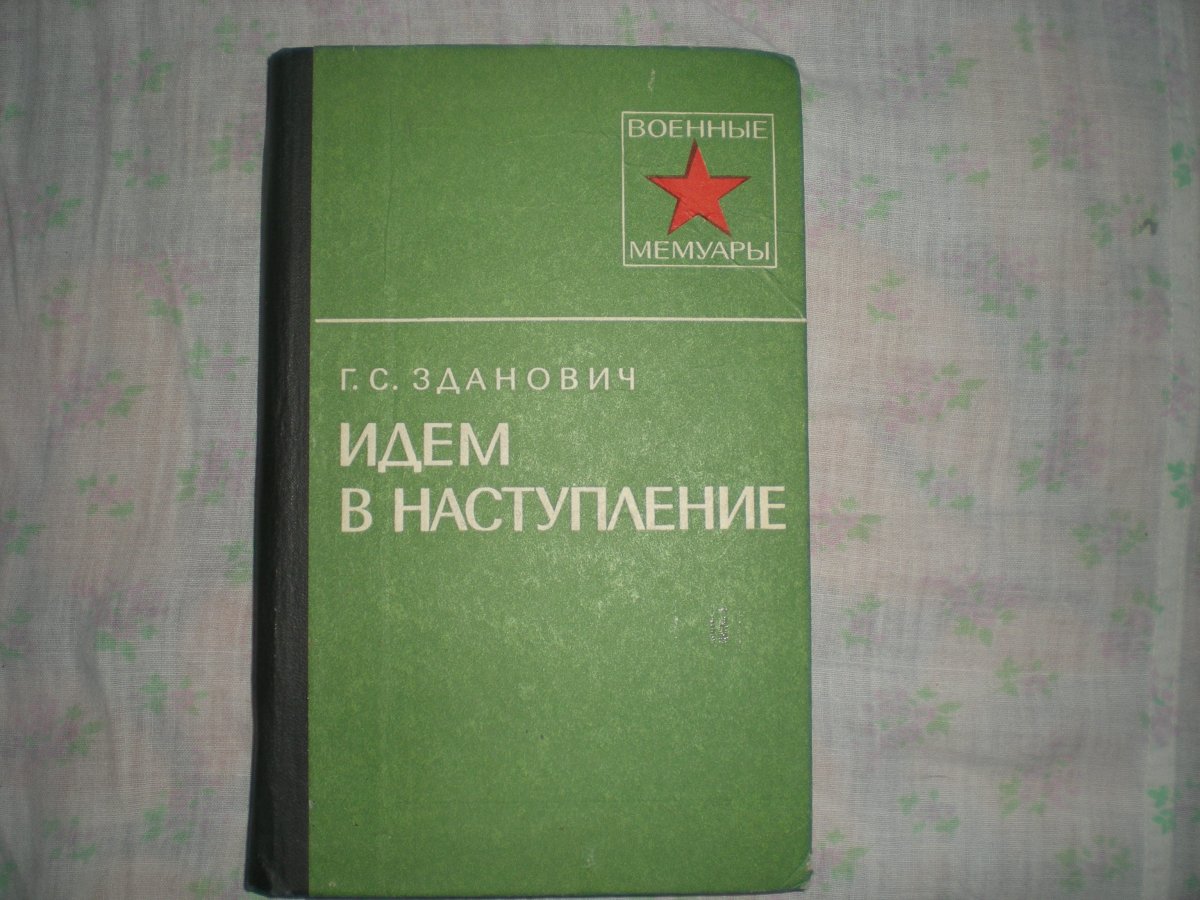 ВОЕННЫЕ
МЕМУАРЫ
Г. С. ЗДАНОВИЧ
ИДЕМ
В НАСТУПЛЕНИЕ